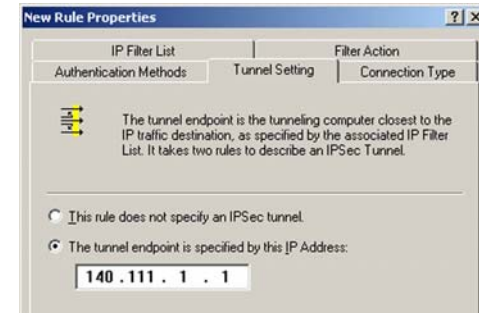 New Rule Properties
IP Filter List Filter Action
Authentication Methods Tunnel Setting Connection Type
The tunnel endpoint is the tunneling computer closest to the
IP traffic destination, as specified by the associated IP Filter
List. It takes two rules to describe an IPSec Tunnel.
This rule does not specify an IPSec tunnel.
The tunnel endpoint is specified by this IP Address:
140 . 111 . 1 . 1